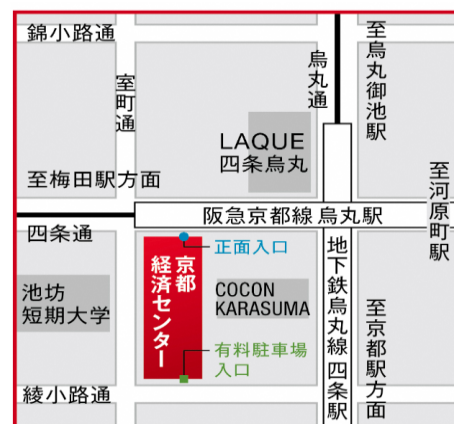 錦小路通
室町通
烏丸通
至烏丸御池駅
LAQUE
四条烏丸
至梅田駅方面
至河原町駅
阪急京都線 烏丸駅
四条通
正面入口
京都
経済センター
池坊
短期大学
COCON
KARASUMA
地下鉄烏丸線 四条駅
至京都駅方面
有料駐車場
入口
綾小路通